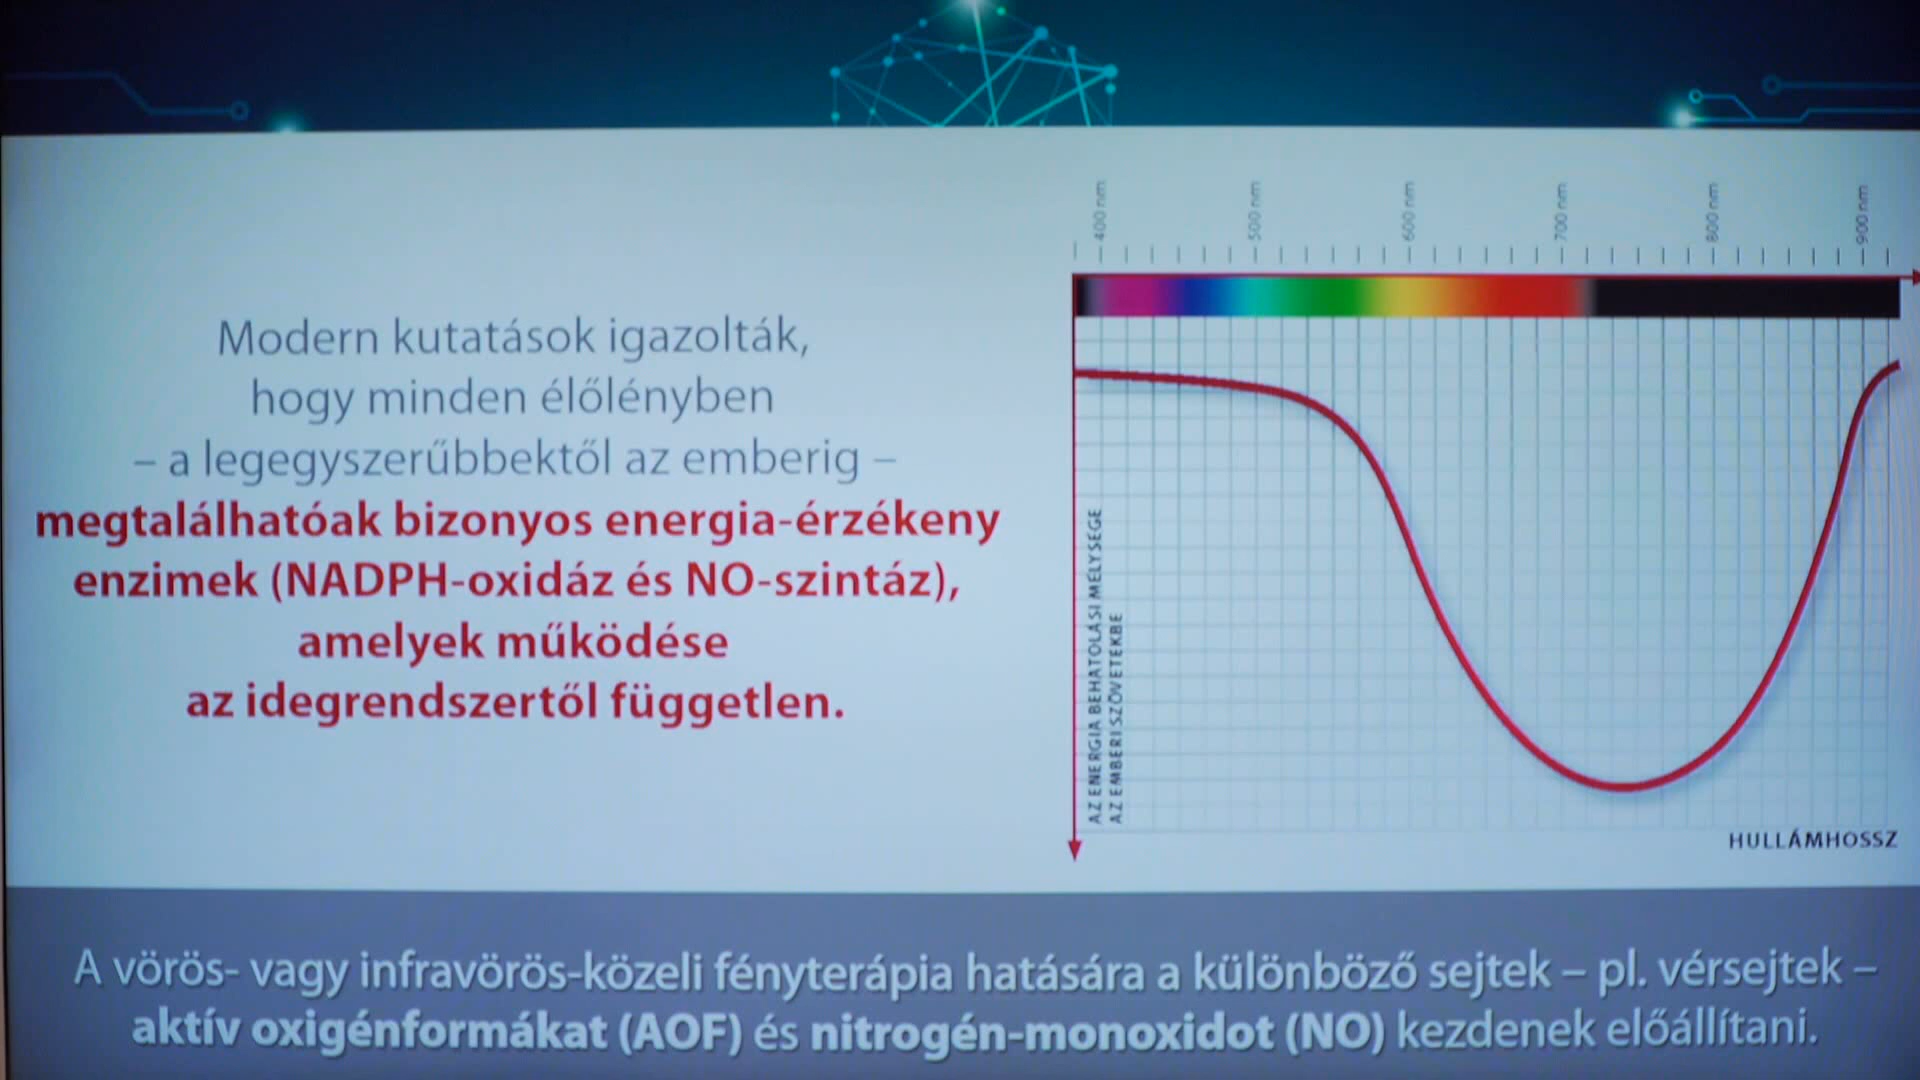 Modern kutatások igazolták,
hogy minden élőlényben
– a legegyszerűbbektől az emberig –
megtalálhatóak bizonyos energia-érzékeny
enzimek (NADPH-oxidáz és NO-szintáz),
amelyek működése
az idegrendszertől független.
400 nm
500 nm
600 nm
700 nm
800 nm
900 nm
AZ ENERGIA BEHATOLÁSI MÉLYSÉGE
AZ EMBERI SZÖVETEKBE
HULLÁMHOSSZ
A vörös- vagy infravörös-közeli fényterápia hatására a különböző sejtek – pl. vérsejtek –
aktív oxigénformákat (AOF) és nitrogén-monoxidot (NO) kezdenek előállítani.